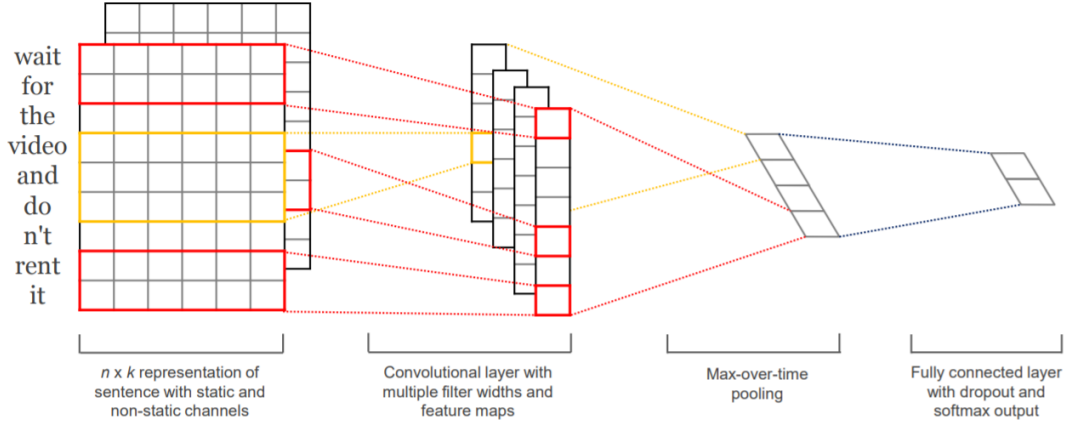 wait
for
the
video
and
do
n't
rent
it
n x k representation of
sentence with static and
non-static channels
Convolutional layer with
multiple filter widths and
feature maps
Max-over-time
pooling
Fully connected layer
with dropout and
softmax output